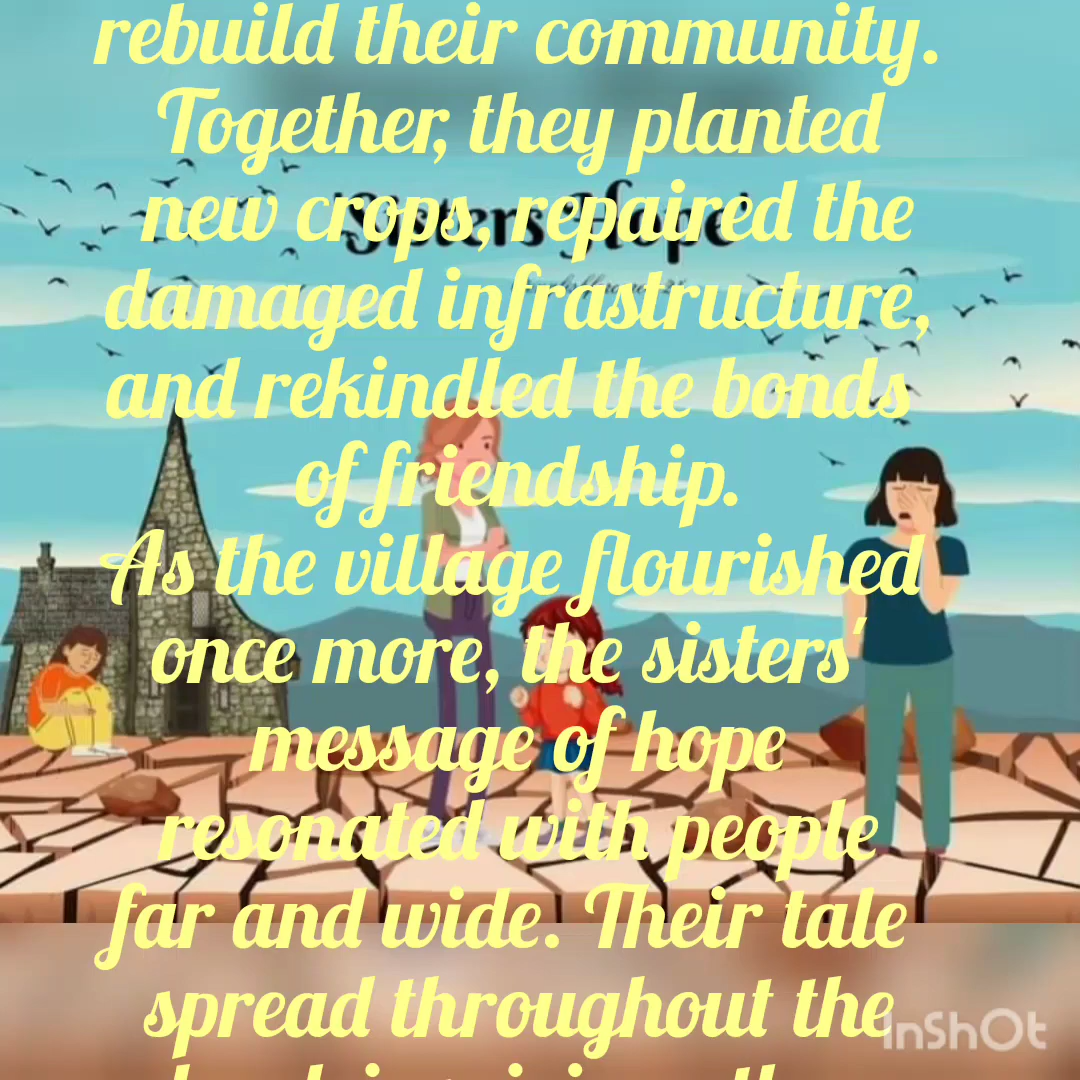 rebuild their community.
Together, they planted
new crops, repaired the
'Sisters Hope'
damaged infrastructure,
and rekindled the bonds
of friendship.
As the village flourished
once more, the sisters'
message of hope
resonated with people
far and wide. Their tale
spread throughout the
InShOt